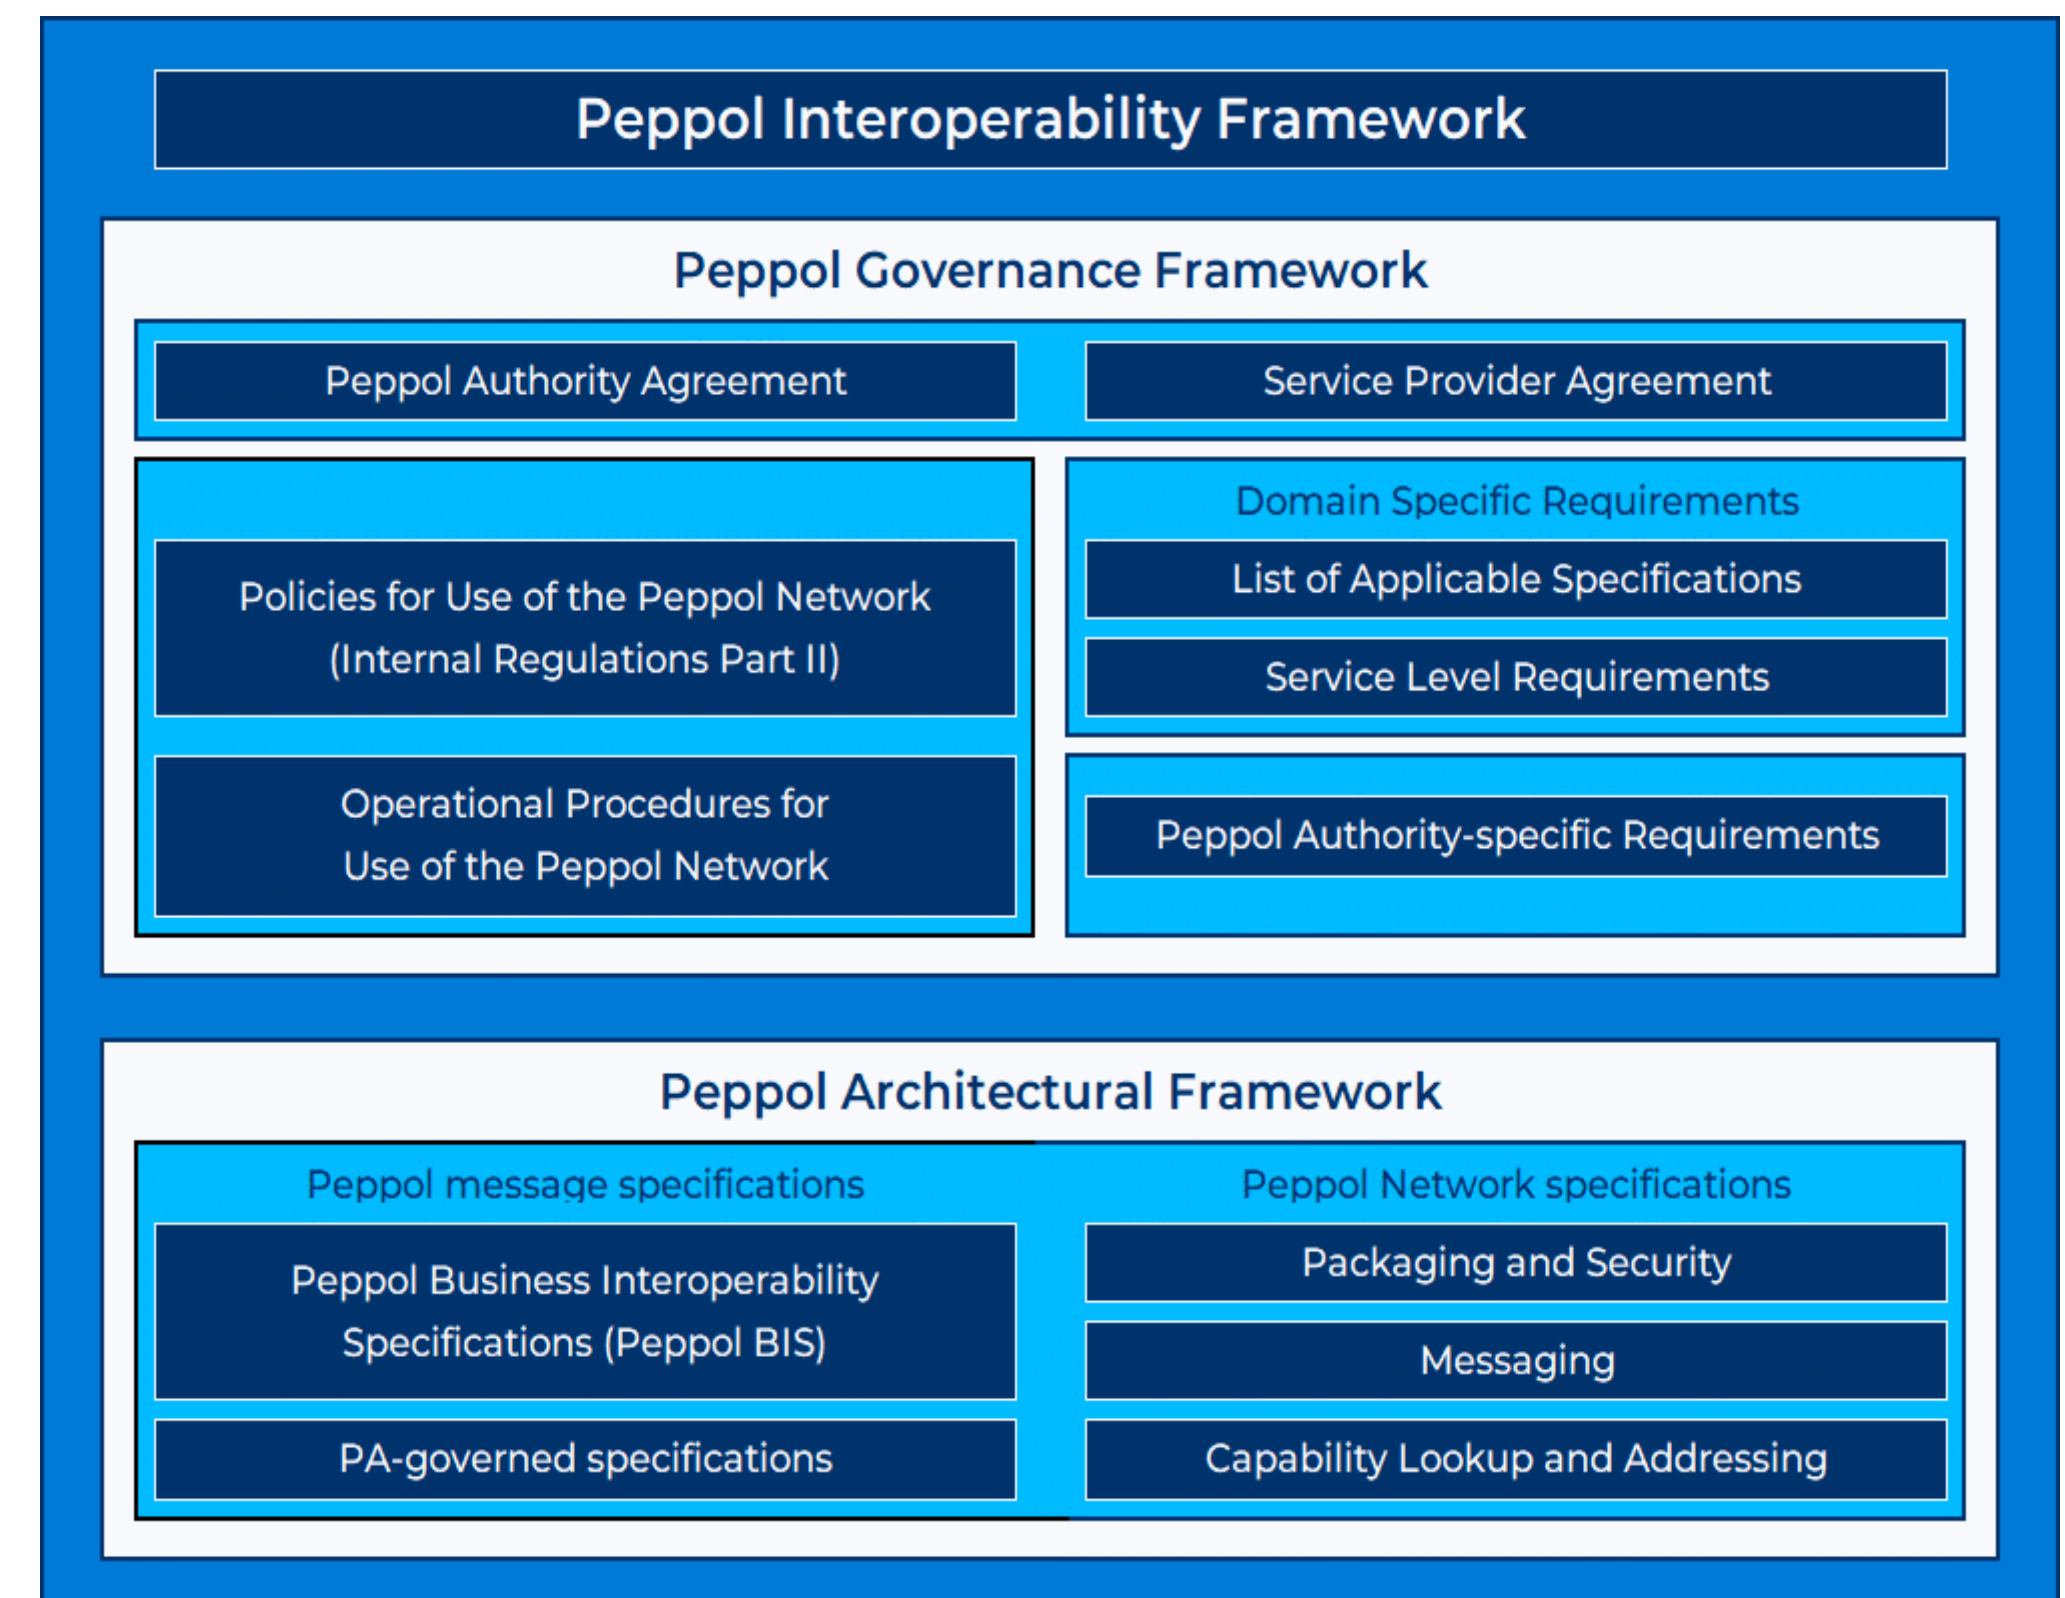 Peppol Interoperability Framework
Peppol Governance Framework
Peppol Authority Agreement
Service Provider Agreement
Policies for Use of the Peppol Network
(Internal Regulations Part II)
Operational Procedures for
Use of the Peppol Network
Domain Specific Requirements
List of Applicable Specifications
Service Level Requirements
Peppol Authority-specific Requirements
Peppol Architectural Framework
Peppol message specifications
Peppol Business Interoperability
Specifications (Peppol BIS)
PA-governed specifications
Peppol Network specifications
Packaging and Security
Messaging
Capability Lookup and Addressing